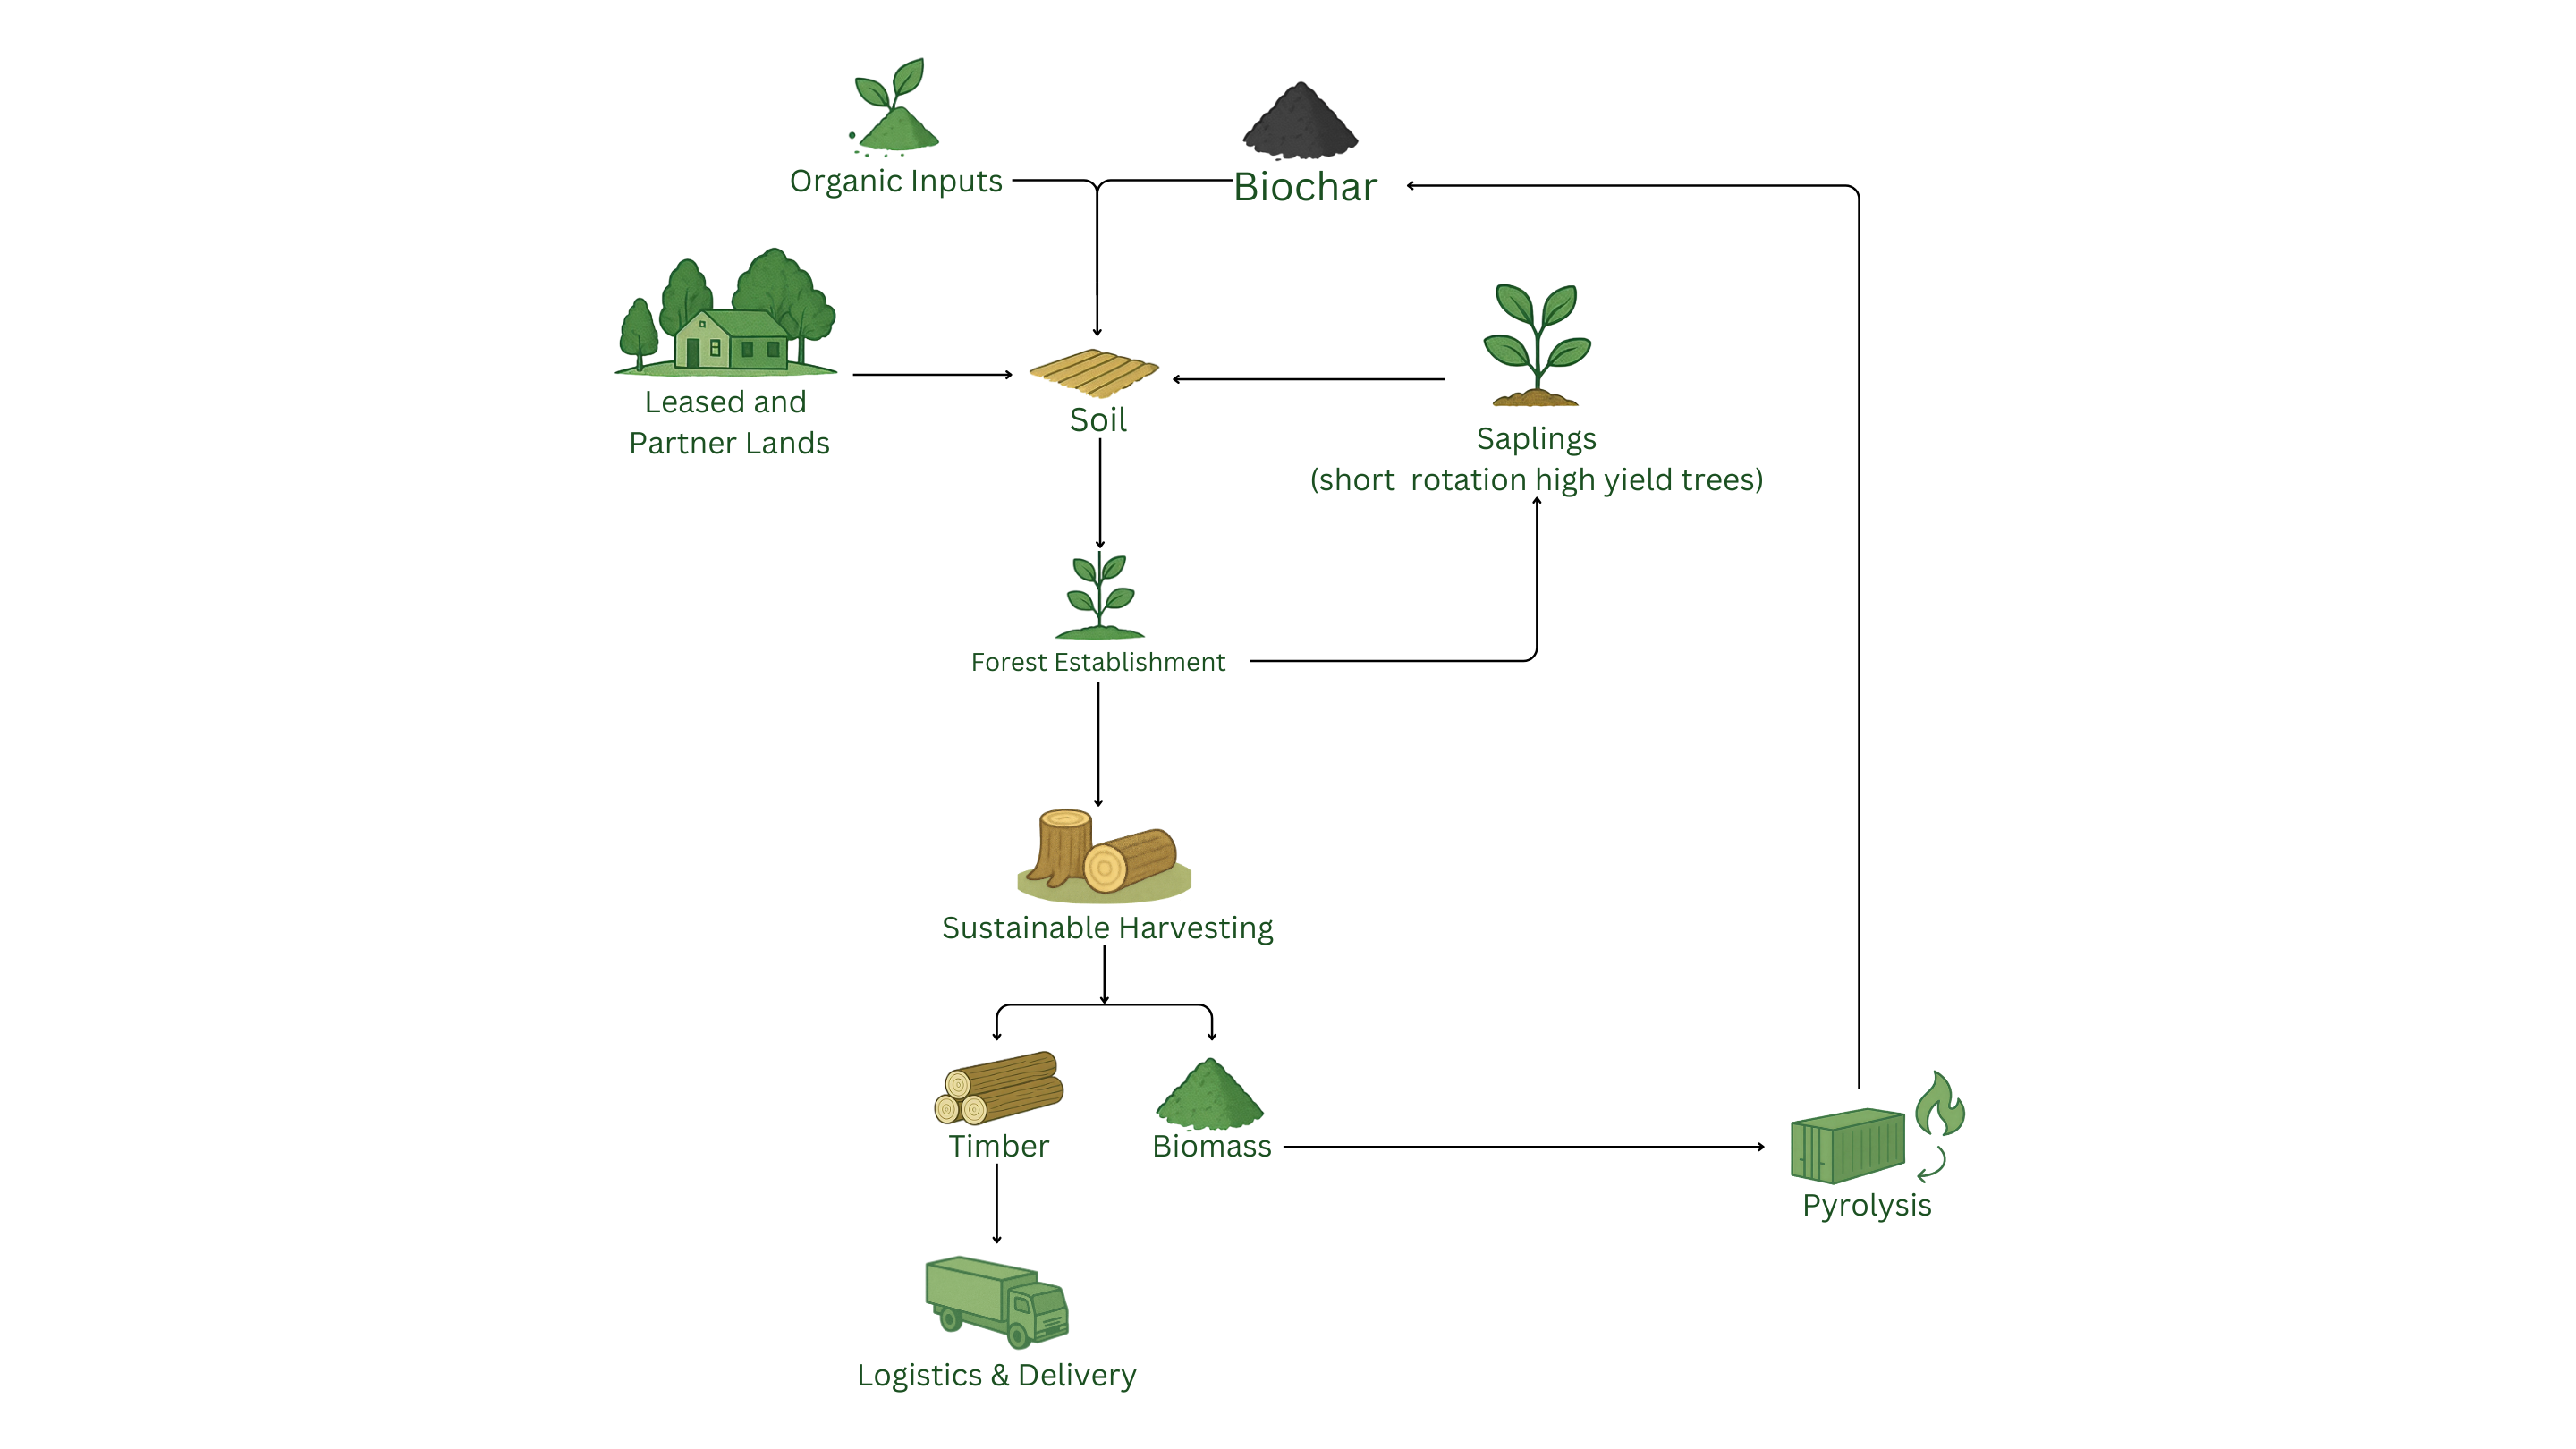 Organic Inputs
Biochar
Leased and
Partner Lands
Soil
Saplings
(short  rotation high yield trees)
Forest Establishment
Sustainable Harvesting
Timber
Biomass
Pyrolysis
Logistics & Delivery